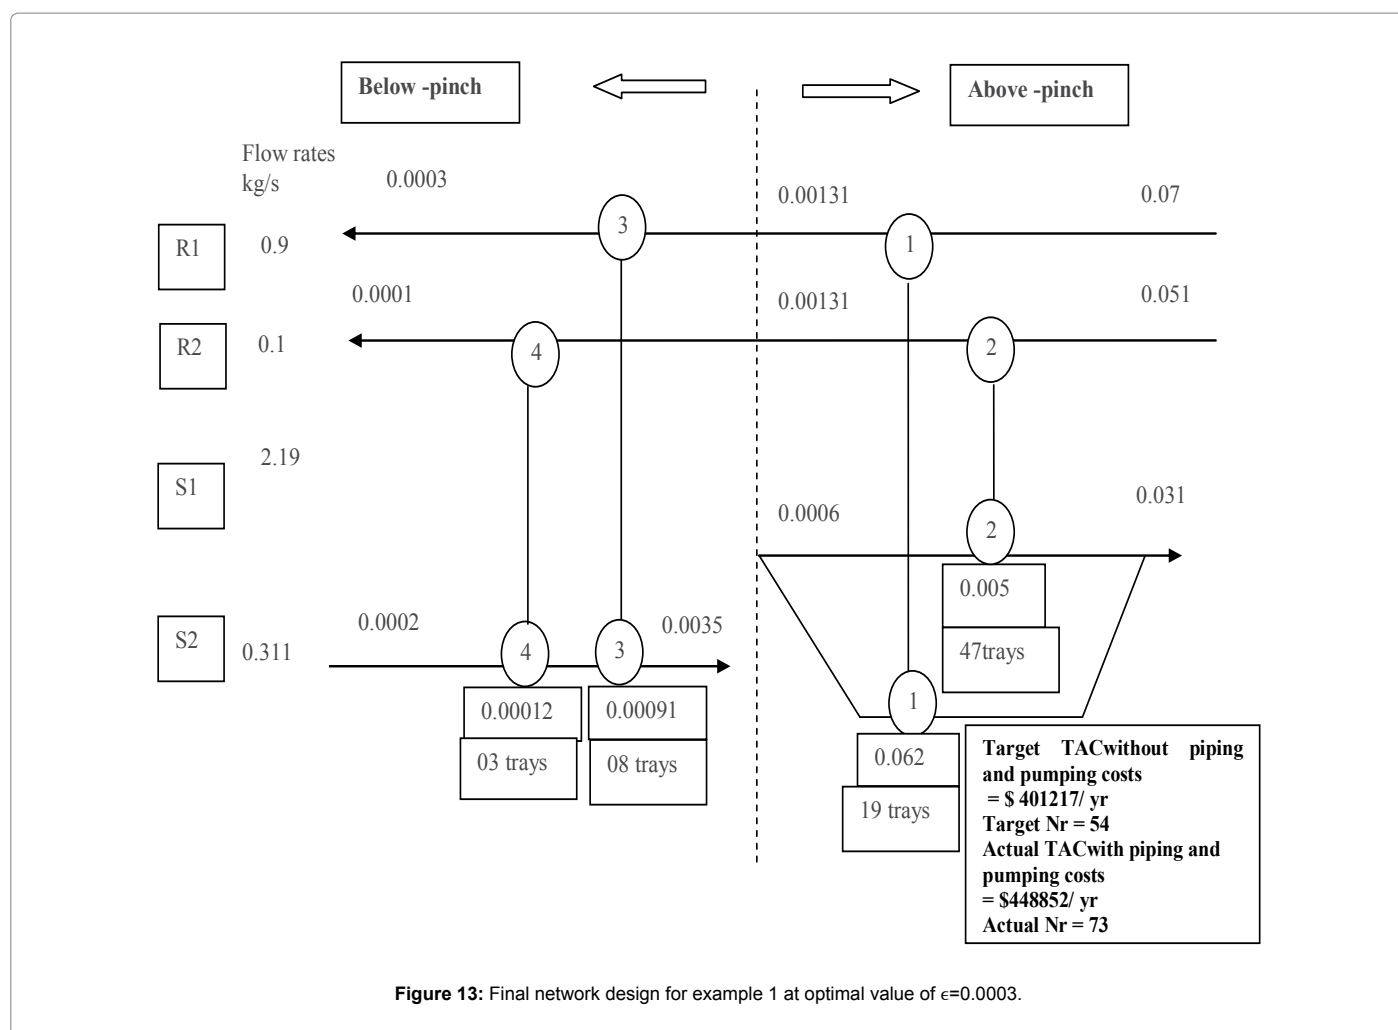 Below -pinch
Above -pinch
Flow rates
kg/s
0.0003
0.00131
0.07
3
1
R1
0.9
0.0001
0.00131
0.051
R2
0.1
4
2
2.19
S1
0.0006
0.031
2
0.005
47trays
S2
0.311
0.0002
0.0035
4
3
0.00012
0.00091
03 trays
08 trays
1
0.062
19 trays
Target TACwithout piping
and pumping costs
= $ 401217/ yr
Target Nr = 54
Actual TACwith piping and
pumping costs
= $448852/ yr
Actual Nr = 73
Figure 13: Final network design for example 1 at optimal value of ϵ=0.0003.